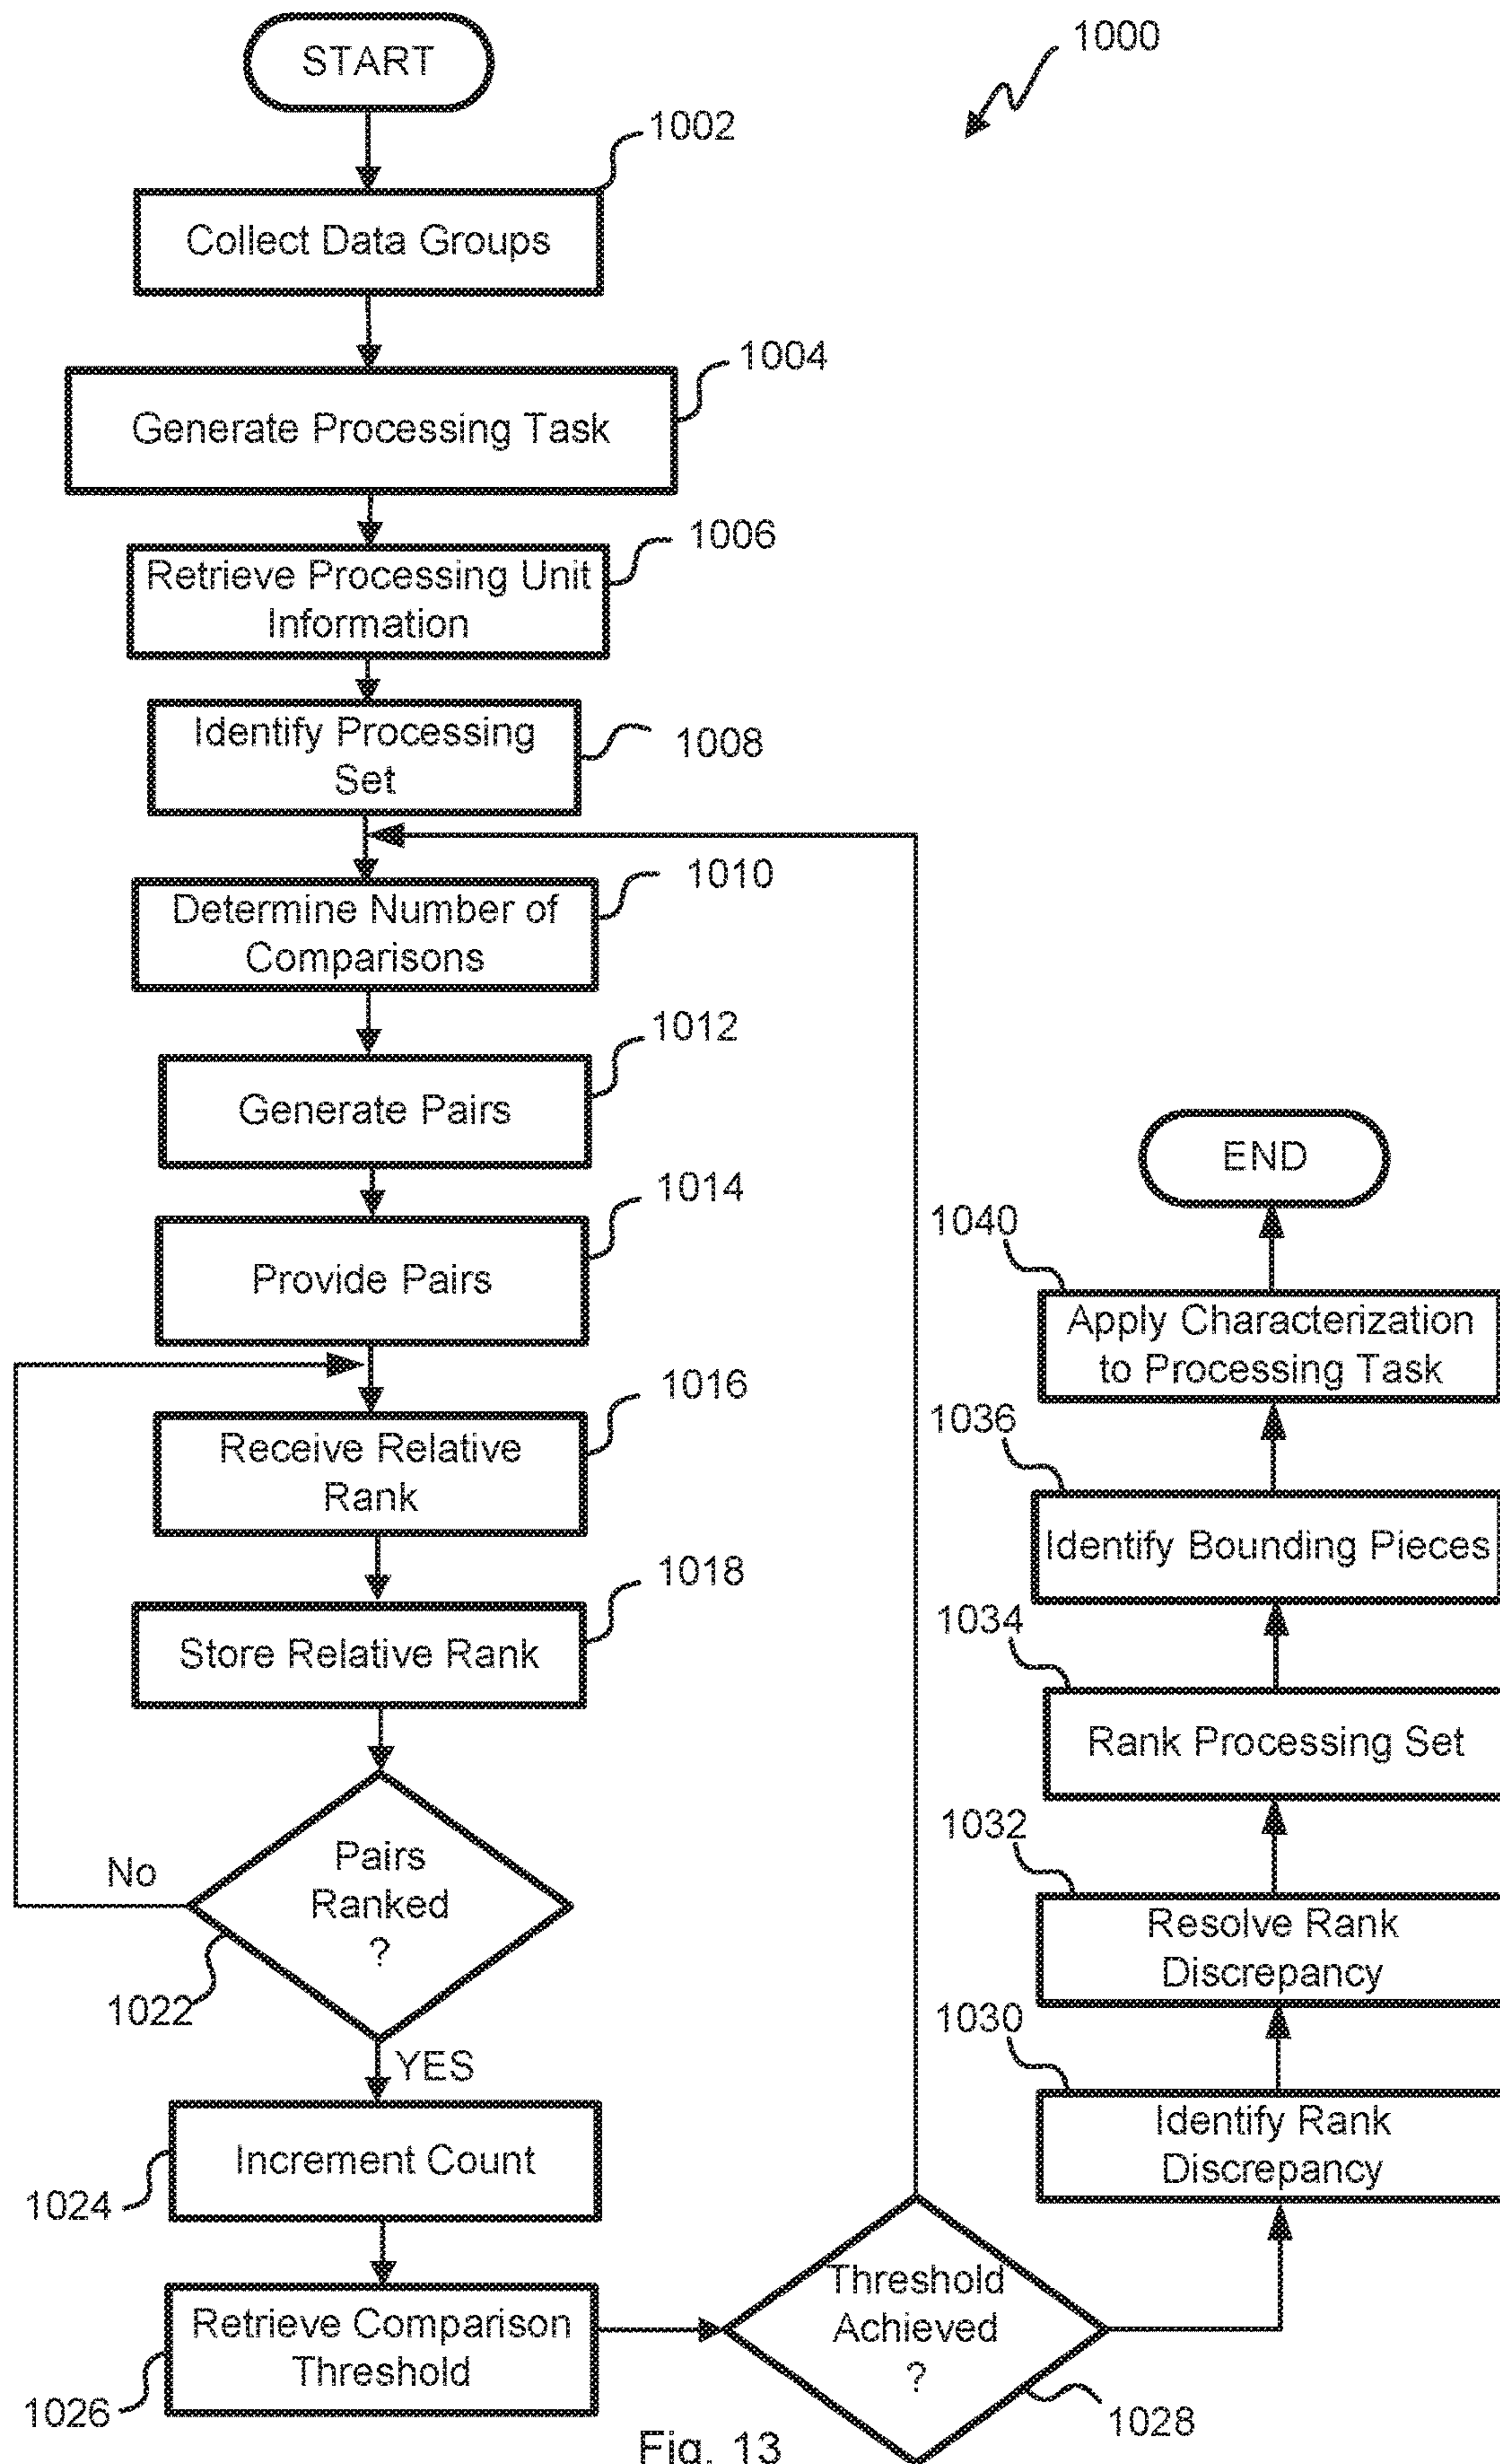 START
1000
1002
Collect Data Groups
1004
Generate Processing Task
1006
Retrieve Processing Unit
Information
1008
Identify Processing
Set
1010
Determine Number of
Comparisons
1012
Generate Pairs
1014
Provide Pairs
1016
Receive Relative
Rank
1018
Store Relative Rank
No
Pairs
Ranked
?
1022
YES
Increment Count
1024
Retrieve Comparison
Threshold
1026
Threshold
Achieved
?
1028
END
1040
Apply Characterization
to Processing Task
1036
Identify Bounding Pieces
1034
Rank Processing Set
1032
Resolve Rank
Discrepancy
1030
Identify Rank
Discrepancy
Fig. 13